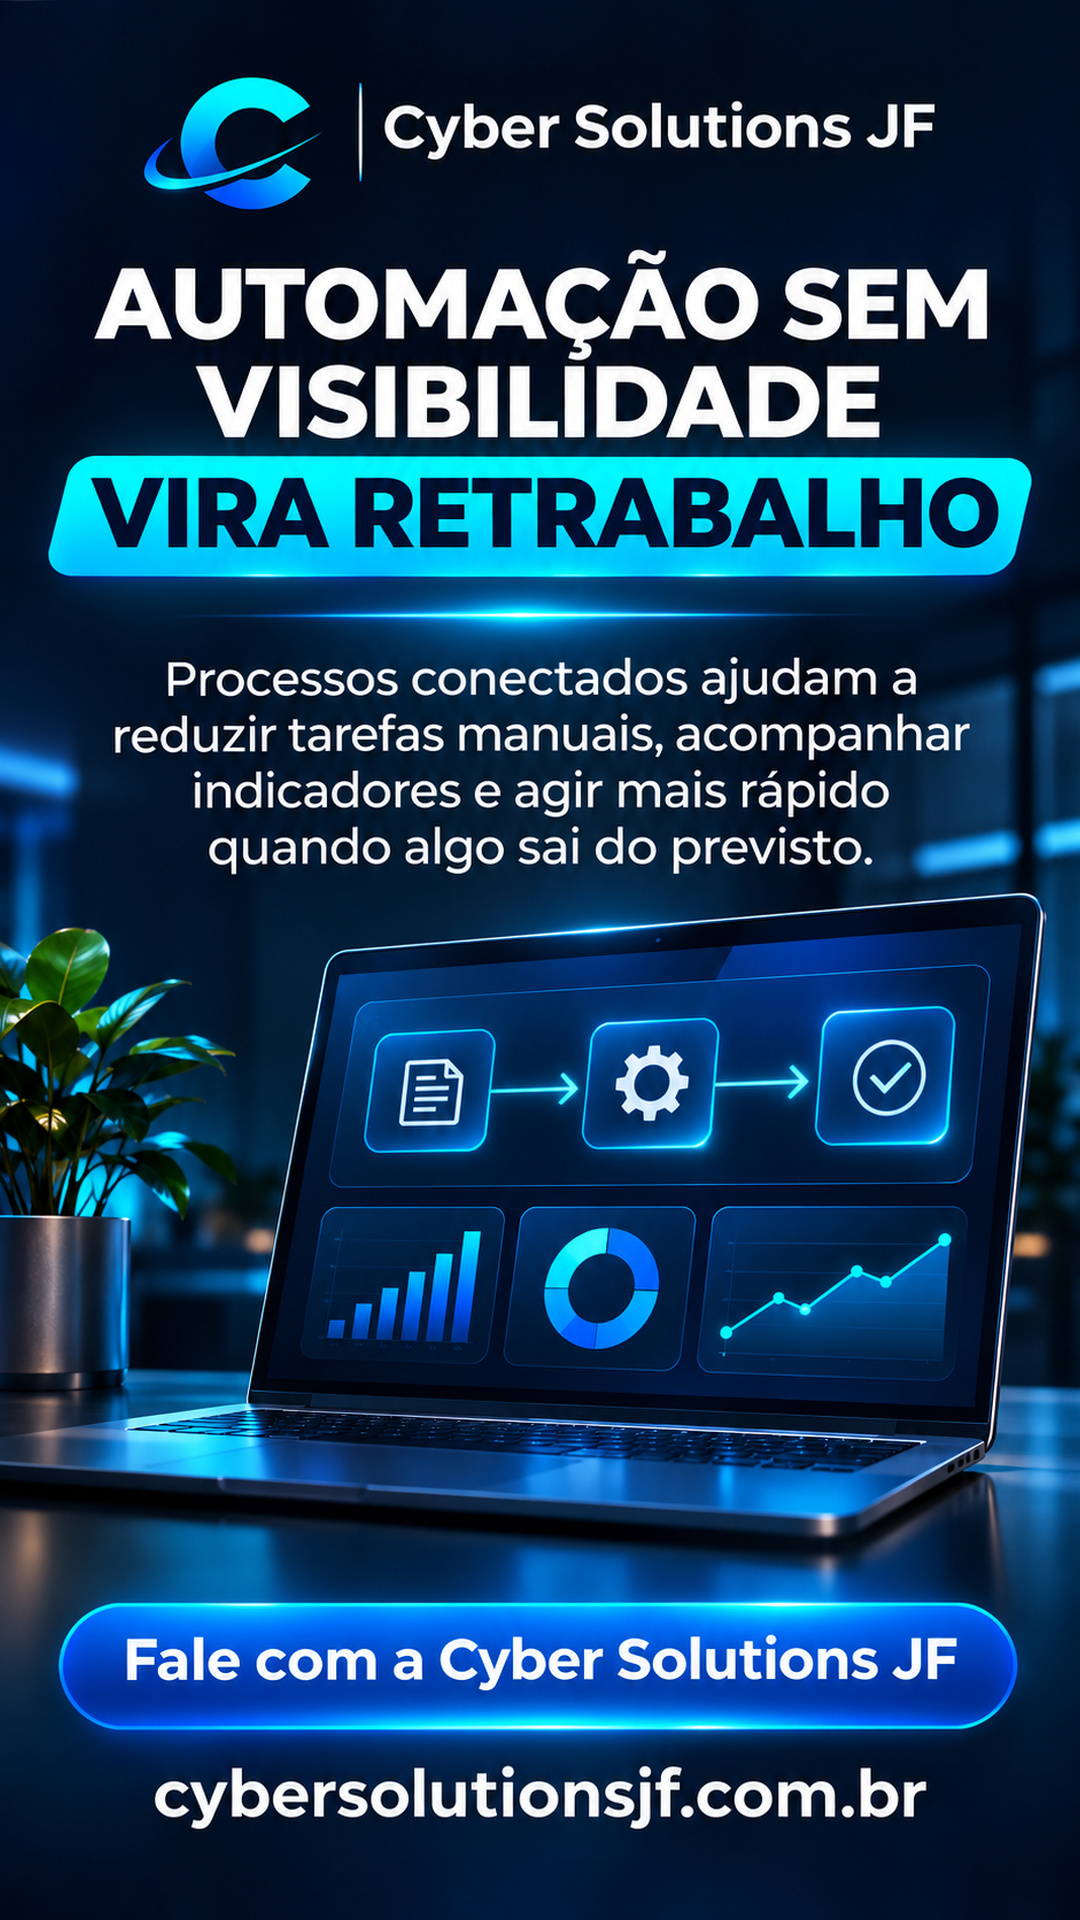 Cyber Solutions JF
AUTOMAÇÃO SEM
VISIBILIDADE
VIRA RETRABALHO
Processos conectados ajudam a
reduzir tarefas manuais, acompanhar
indicadores e agir mais rápido
quando algo sai do previsto.
Fale com a Cyber Solutions JF
cybersolutionsjf.com.br